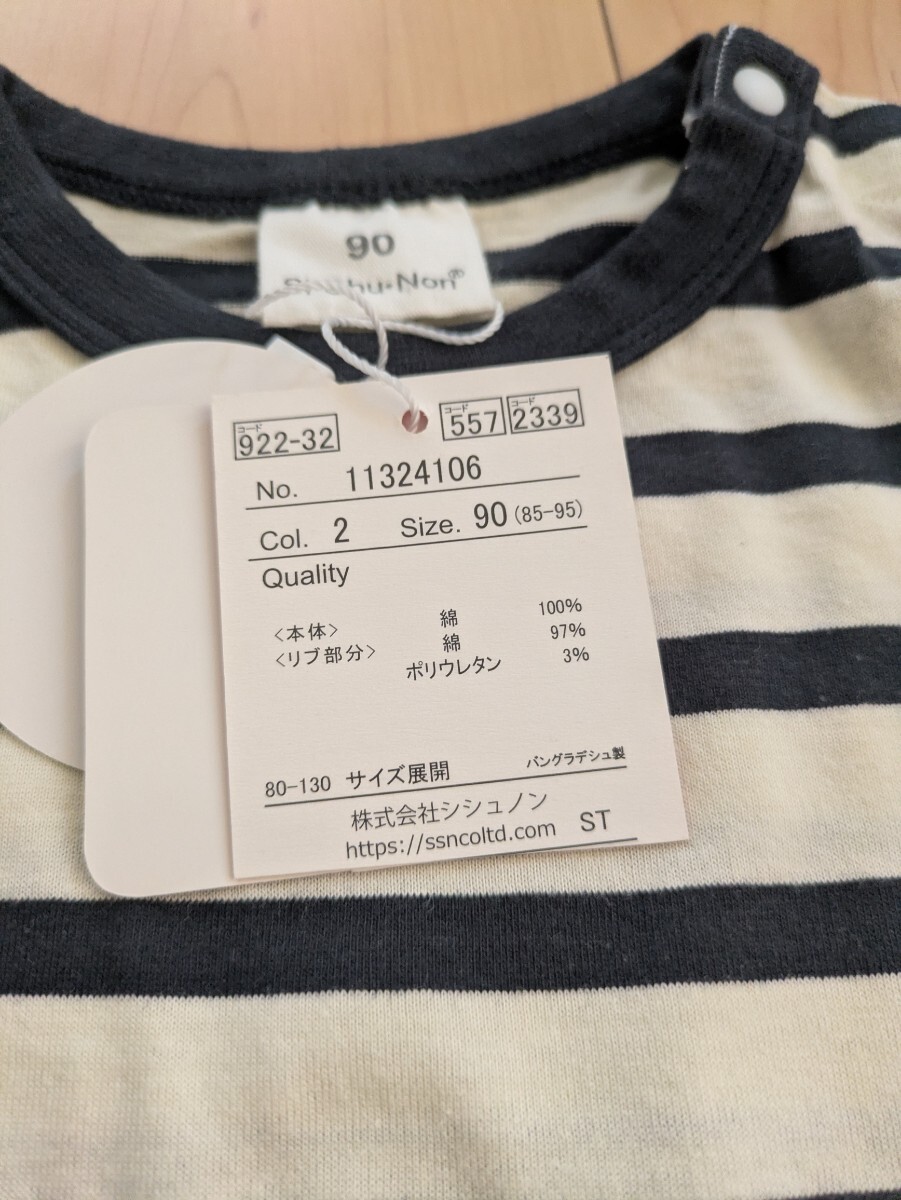 90
Non®
コード 922-32
コード 557
コード 2339
No. 11324106
Col. 2 Size. 90 (85-95)
Quality
<本体> 綿 100%
<リブ部分> 綿 97%
ポリウレタン 3%
80-130 サイズ展開 バングラデシュ製
株式会社シシュノン
https://ssncoltd.com ST